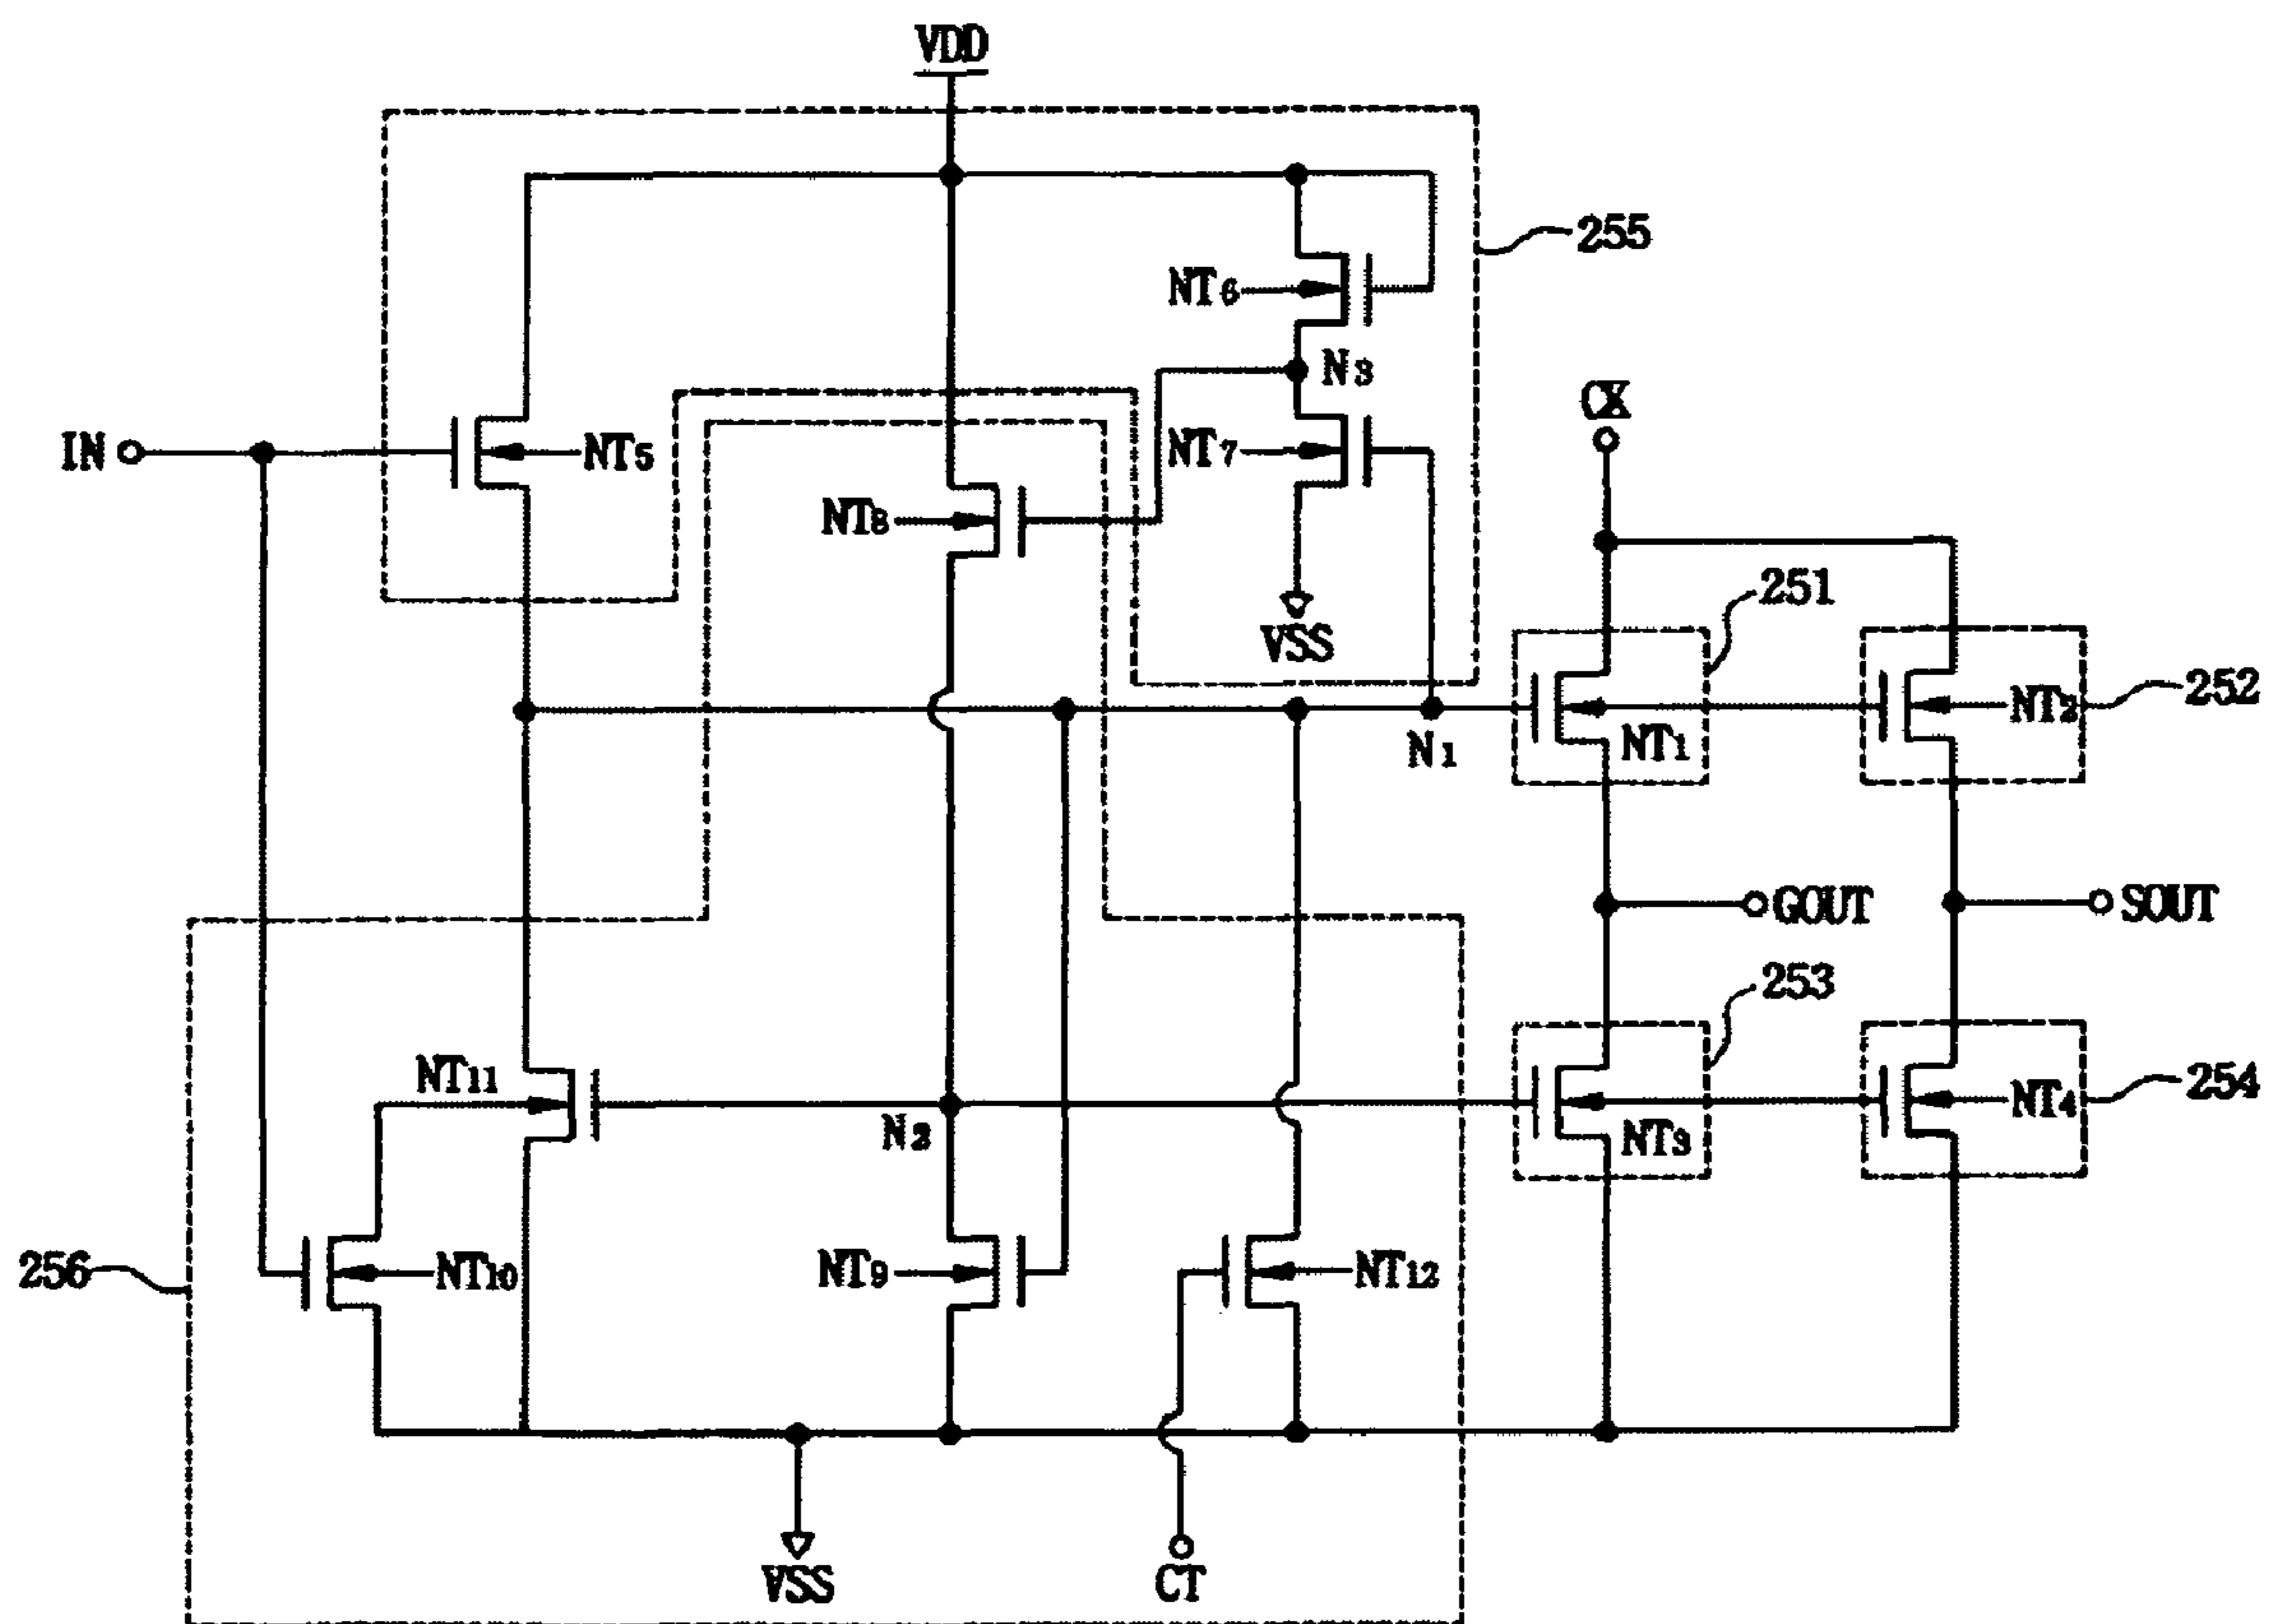 VDD
255
NT6
N3
CK
IN
NT5
NT7
NT8
251
VSS
252
NT2
NT1
N1
GOUT
SOUT
253
NT11
254
NT4
N2
NT3
256
NT10
NT9
NT12
VSS
CT